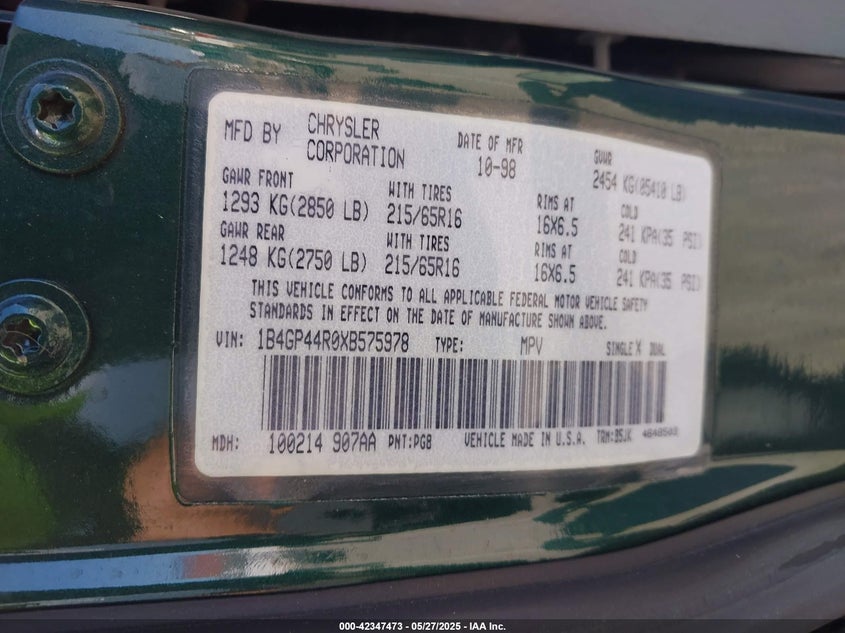 MFD BY CHRYSLER CORPORATION DATE OF MFR 10-98 GVWR 2454 KG(05410 LB)
GAWR FRONT WITH TIRES RIMS AT COLD
1293 KG(2850 LB) 215/65R16 16X6.5 241 KPA(35 PSI)
GAWR REAR WITH TIRES RIMS AT COLD
1248 KG(2750 LB) 215/65R16 16X6.5 241 KPA(35 PSI)
THIS VEHICLE CONFORMS TO ALL APPLICABLE FEDERAL MOTOR VEHICLE SAFETY
STANDARDS IN EFFECT ON THE DATE OF MANUFACTURE SHOWN ABOVE.
VIN: 1B4GP44R0XB575978 TYPE: MPV SINGLE X DUAL
MDH: 100214 907AA PNT:PG8 VEHICLE MADE IN U.S.A.
000-42347473 — 05/27/2025 — IAA Inc.